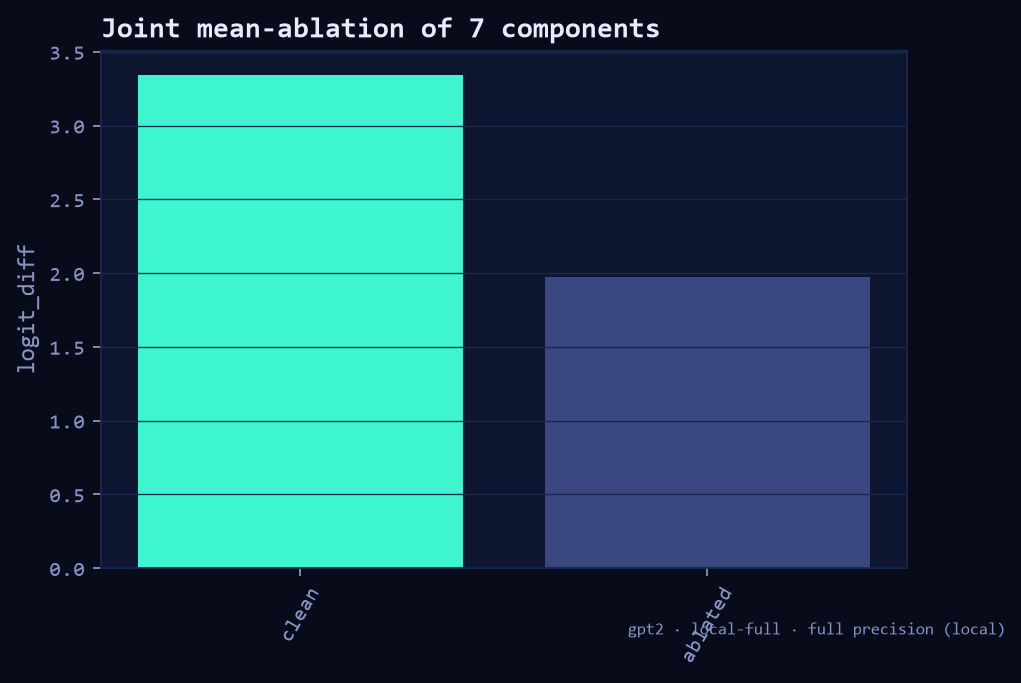 Joint mean-ablation of 7 components
3.5
3.0
2.5
2.0
1.5
1.0
0.5
0.0
logit_diff
clean
ablated
gpt2 · local-full · full precision (local)